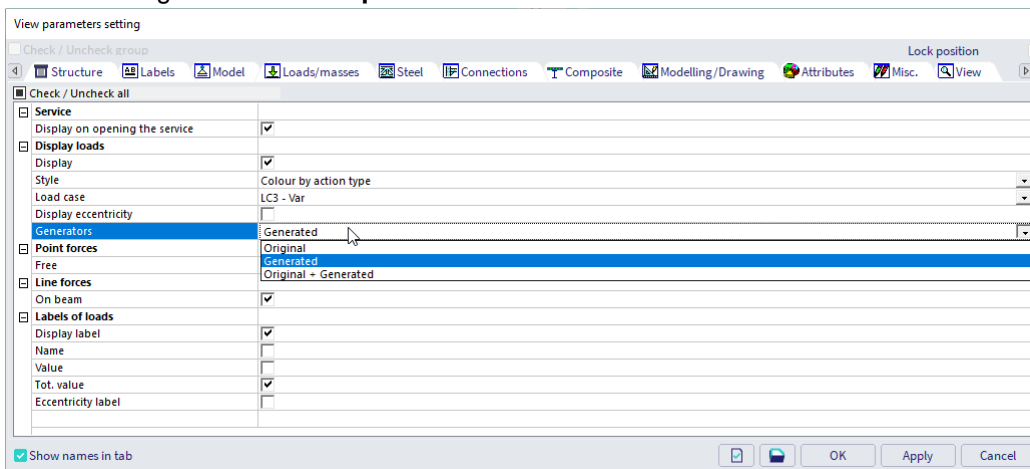 View parameters setting
Check / Uncheck group Lock position
Structure Labels Model Loads/masses Steel Connections Composite Modelling/Drawing Attributes Misc. View
Check / Uncheck all
Service
Display on opening the service
Display loads
Display
Style Colour by action type
Load case LC3 - Var
Display eccentricity
Generators Generated
Point forces Original
Free Generated
Original + Generated
Line forces
On beam
Labels of loads
Display label
Name
Value
Tot. value
Eccentricity label
Show names in tab OK Apply Cancel